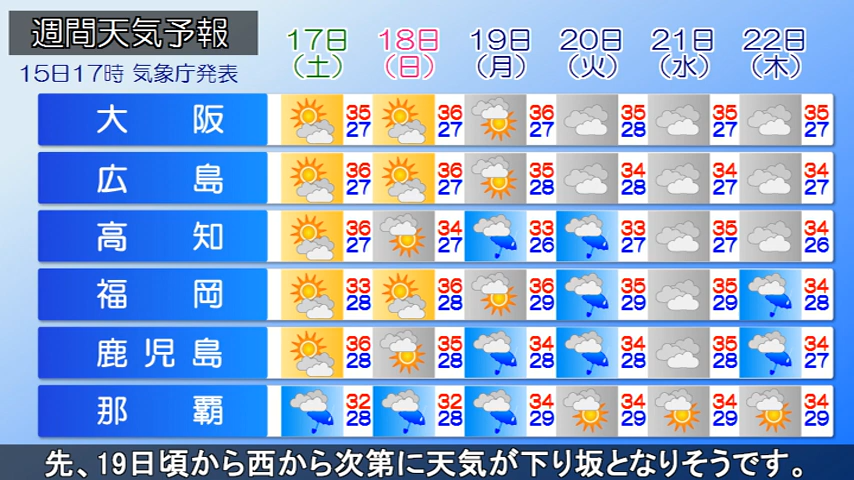 週間天気予報
15日17時 気象庁発表
17日 18日 19日 20日 21日 22日
(土) (日) (月) (火) (水) (木)
大阪 35 27 36 27 36 27 35 28 35 27 35 27
広島 36 27 36 27 35 28 34 28 34 27 34 27
高知 36 27 34 27 33 26 33 27 35 27 34 26
福岡 33 28 36 28 36 29 35 29 35 29 34 28
鹿児島 36 28 35 28 34 28 34 28 35 28 34 27
那覇 32 28 32 28 34 29 34 29 34 29 34 29
先、19日頃から西から次第に天気が下り坂となりそうです。